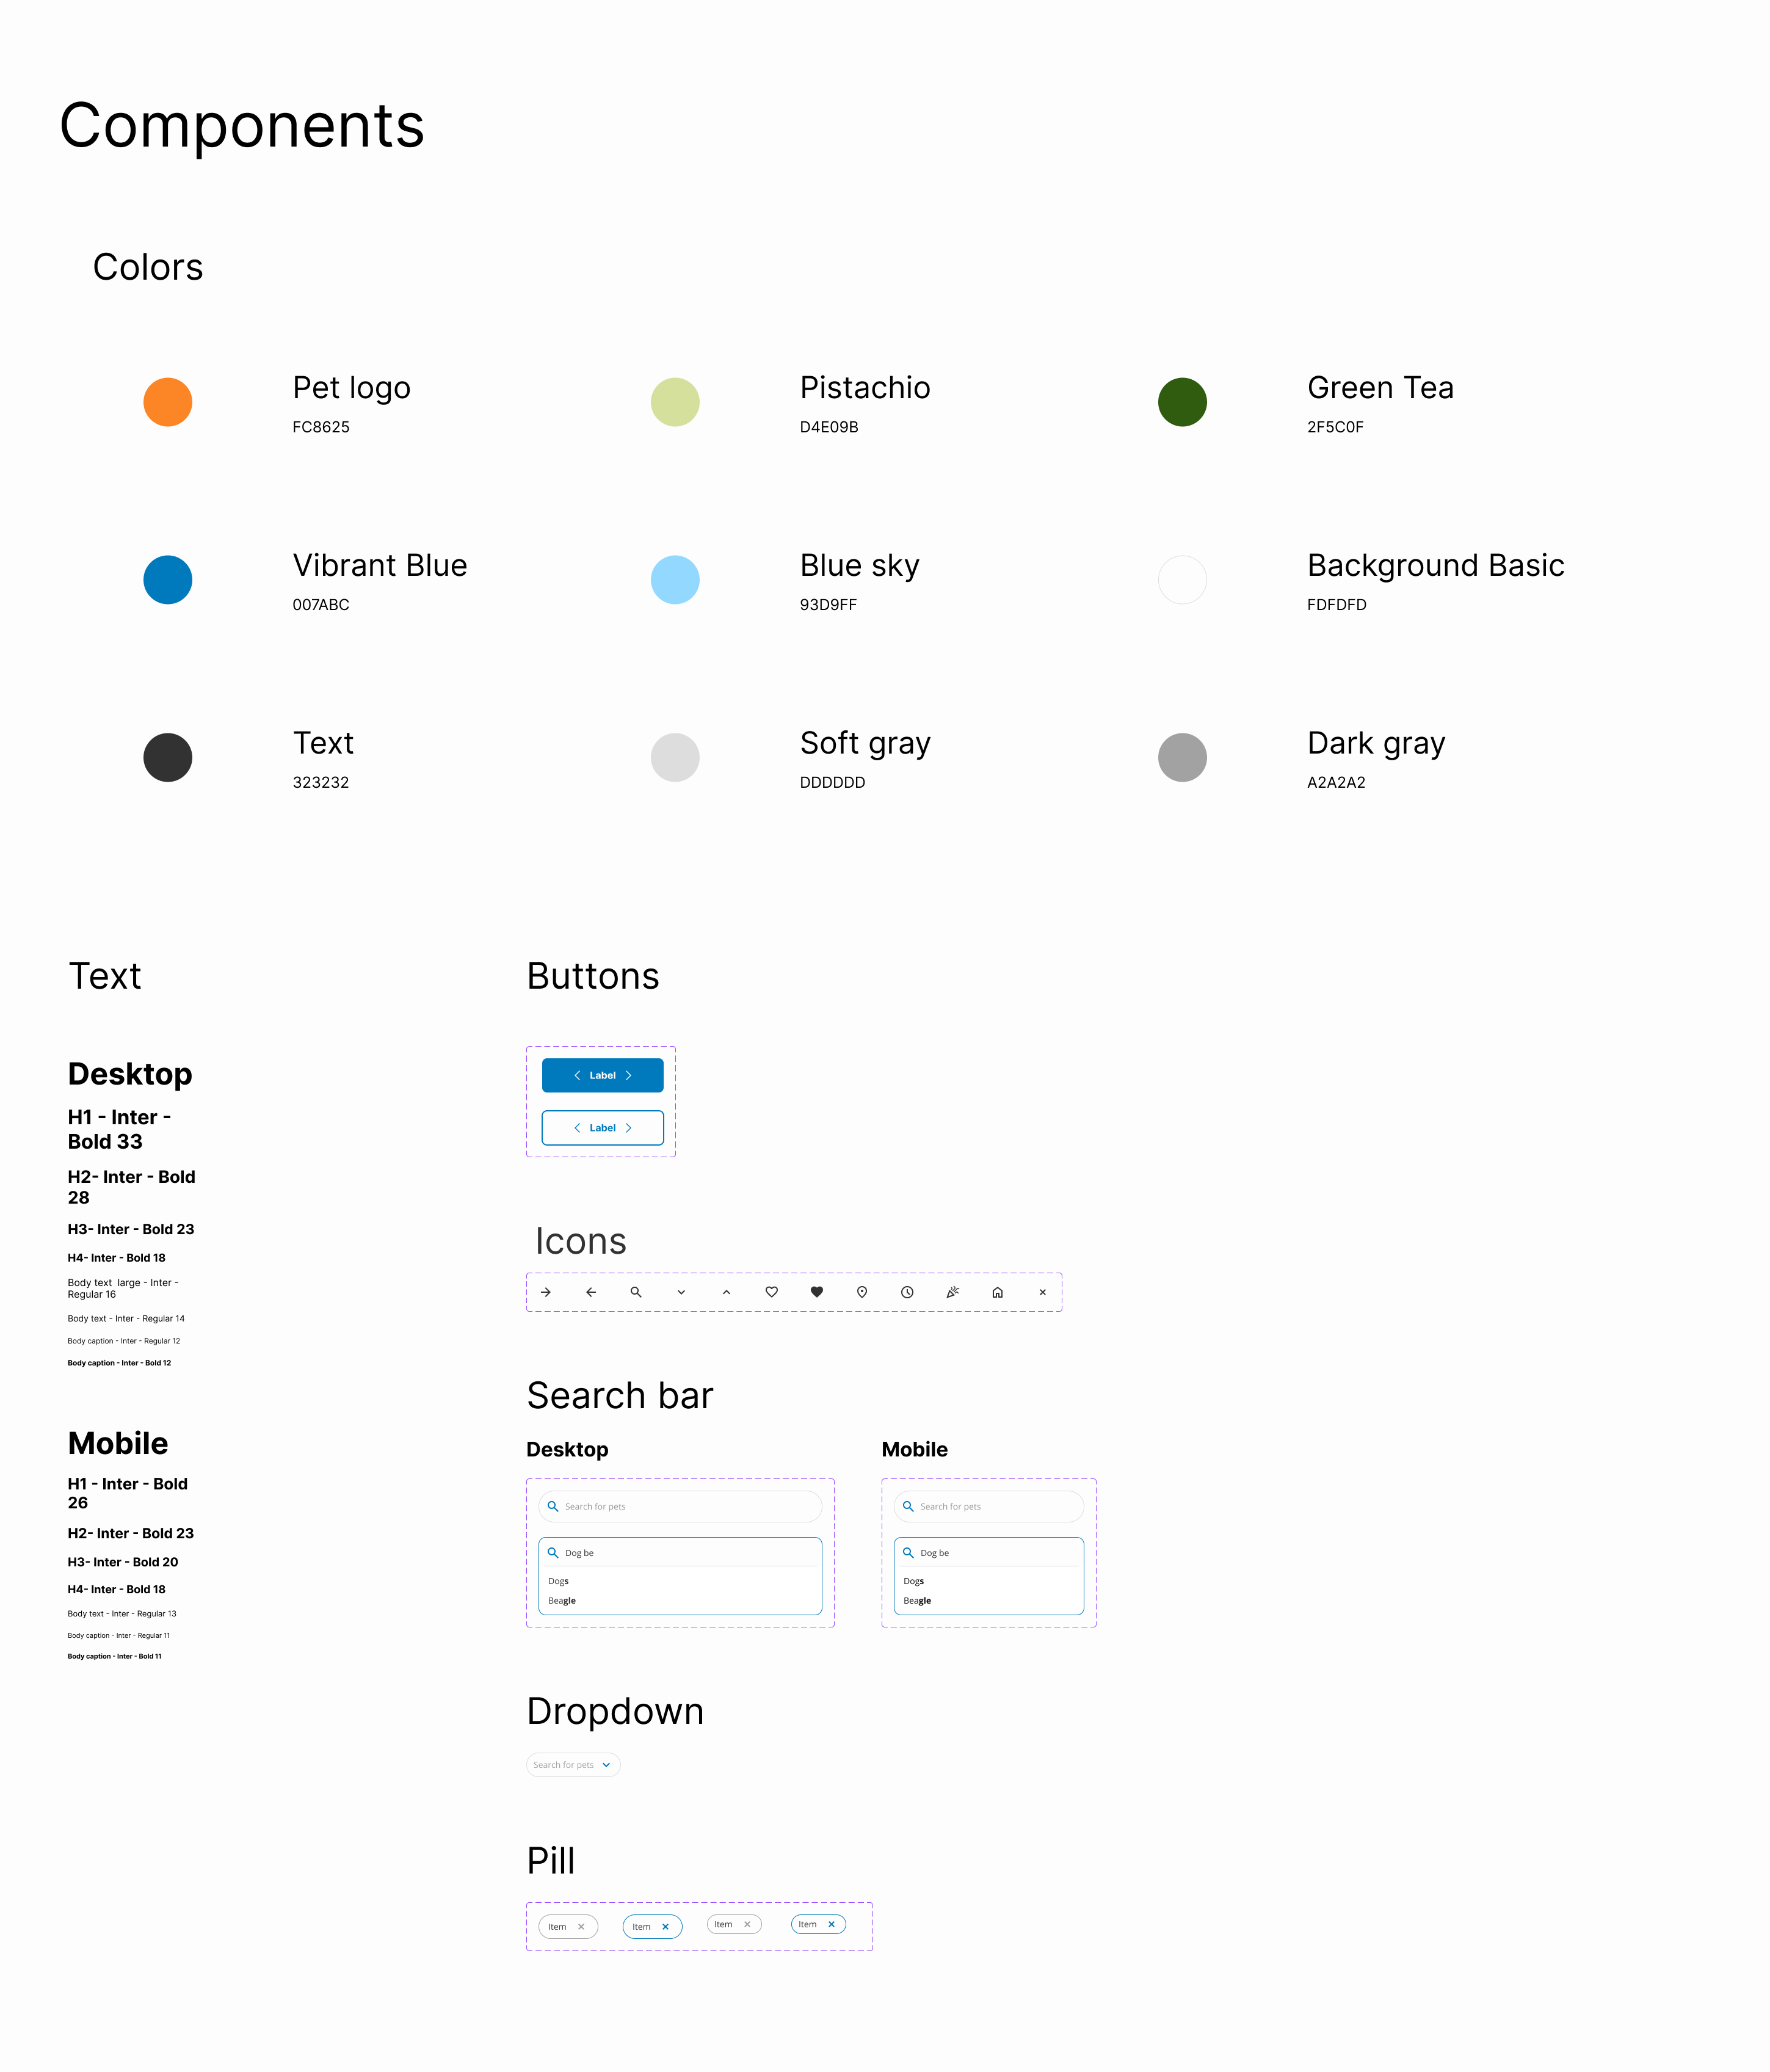 Components
Colors
Pet logo
FC8625
Pistachio
D4E09B
Green Tea
2F5C0F
Vibrant Blue
007ABC
Blue sky
93D9FF
Background Basic
FDFDFD
Text
323232
Soft gray
DDDDDD
Dark gray
A2A2A2
Text
Desktop
H1 - Inter -
Bold 33
H2- Inter - Bold
28
H3- Inter - Bold 23
H4- Inter - Bold 18
Body text  large - Inter -
Regular 16
Body text - Inter - Regular 14
Body caption - Inter - Regular 12
Body caption - Inter - Bold 12
Mobile
H1 - Inter - Bold
26
H2- Inter - Bold 23
H3- Inter - Bold 20
H4- Inter - Bold 18
Body text - Inter - Regular 13
Body caption - Inter - Regular 11
Body caption - Inter - Bold 11
Buttons
Label
Label
Icons
Search bar
Desktop
Search for pets
Dog be
Dogs
Beagle
Mobile
Search for pets
Dog be
Dogs
Beagle
Dropdown
Search for pets
Pill
Item
Item
Item
Item